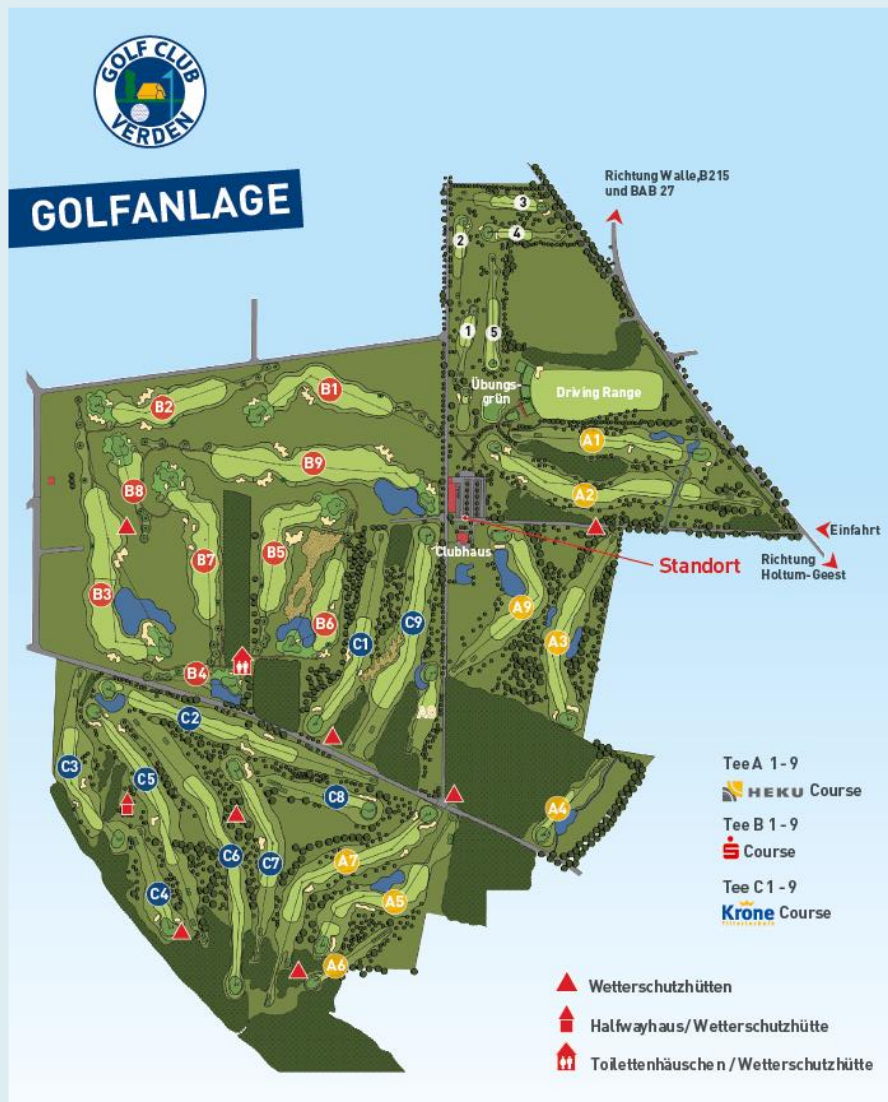 GOLF CLUB
VERDEN
GOLFANLAGE
Richtung Walle,B215
und BAB 27
3
2
4
1
5
Übungs-
grün
Driving Range
B1
B2
A1
B9
B8
A2
B7
B5
Einfahrt
Clubhaus
Standort
Richtung
Holtum-Geest
B3
A9
B6
C9
C1
A3
B4
A8
C2
C3
C5
C8
A4
C6
C7
A7
C4
A5
A6
Tee A 1 - 9
HEKU Course
Tee B 1 - 9
S Course
Tee C 1 - 9
Krone Course
Wetterschutzhütten
Halfwayhaus/Wetterschutzhütte
Toilettenhäuschen / Wetterschutzhütte